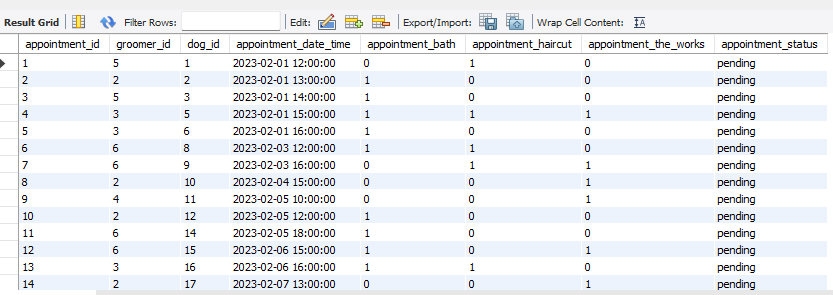 Result Grid Filter Rows: Edit: Export/Import: Wrap Cell Content: IA
appointment_id groomer_id dog_id appointment_date_time appointment_bath appointment_haircut appointment_the_works appointment_status
1 5 1 2023-02-01 12:00:00 0 1 0 pending
2 2 2 2023-02-01 13:00:00 1 0 0 pending
3 5 3 2023-02-01 14:00:00 1 0 0 pending
4 3 5 2023-02-01 15:00:00 1 1 1 pending
5 3 6 2023-02-01 16:00:00 1 0 0 pending
6 6 8 2023-02-03 12:00:00 1 1 0 pending
7 6 9 2023-02-03 16:00:00 0 1 1 pending
8 2 10 2023-02-04 15:00:00 0 0 1 pending
9 4 11 2023-02-05 10:00:00 0 0 1 pending
10 2 12 2023-02-05 12:00:00 1 0 0 pending
11 6 14 2023-02-05 18:00:00 1 0 0 pending
12 6 15 2023-02-06 15:00:00 1 0 1 pending
13 3 16 2023-02-06 16:00:00 1 1 0 pending
14 2 17 2023-02-07 13:00:00 0 0 1 pending